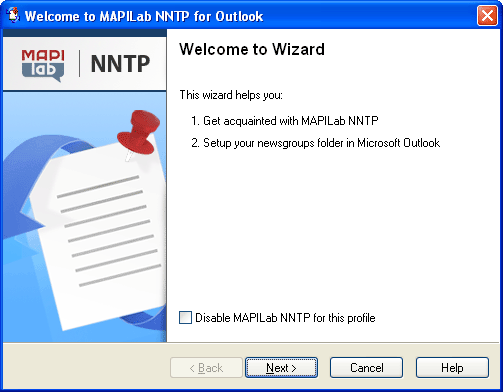 Welcome to MAPILab NNTP for Outlook
MAPI
lab
NNTP
Welcome to Wizard
This wizard helps you:
1. Get acquainted with MAPILab NNTP
2. Setup your newsgroups folder in Microsoft Outlook
Disable MAPILab NNTP for this profile
< Back
Next >
Cancel
Help